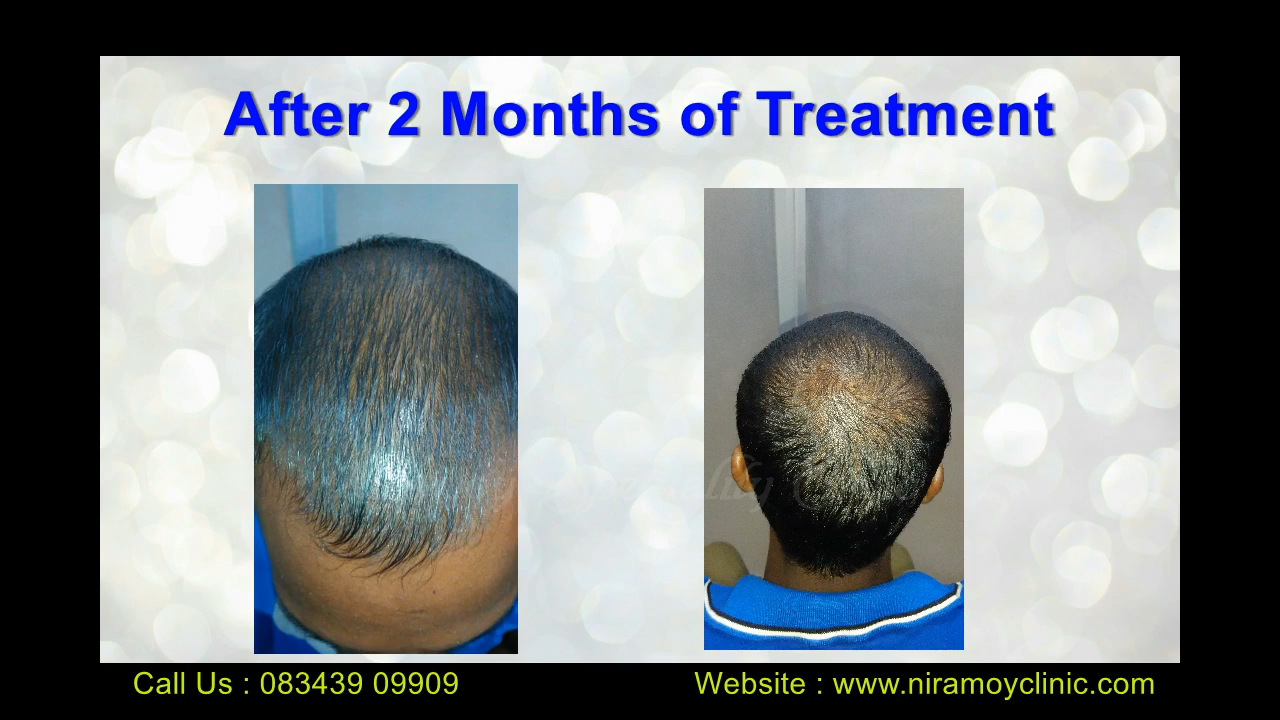 After 2 Months of Treatment
Call Us : 083439 09909
Website : www.niramoyclinic.com